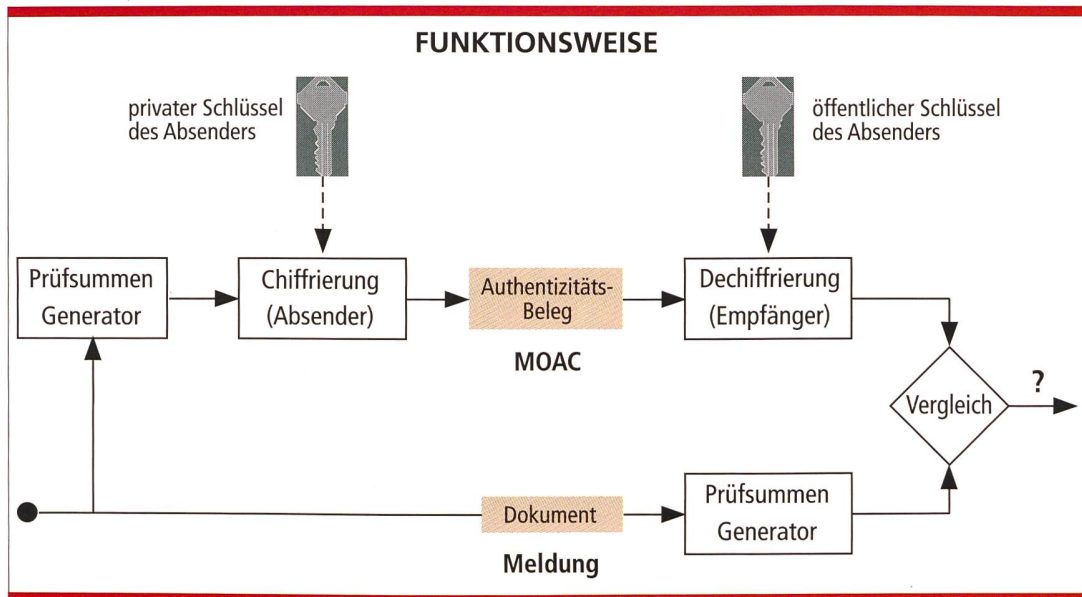 FUNKTIONSWEISE
privater Schlüssel
des Absenders
öffentlicher Schlüssel
des Absenders
Prüfsummen
Generator
Chiffrierung
(Absender)
Authentizitäts-
Beleg
MOAC
Dechiffrierung
(Empfänger)
Vergleich
?
Dokument
Meldung
Prüfsummen
Generator